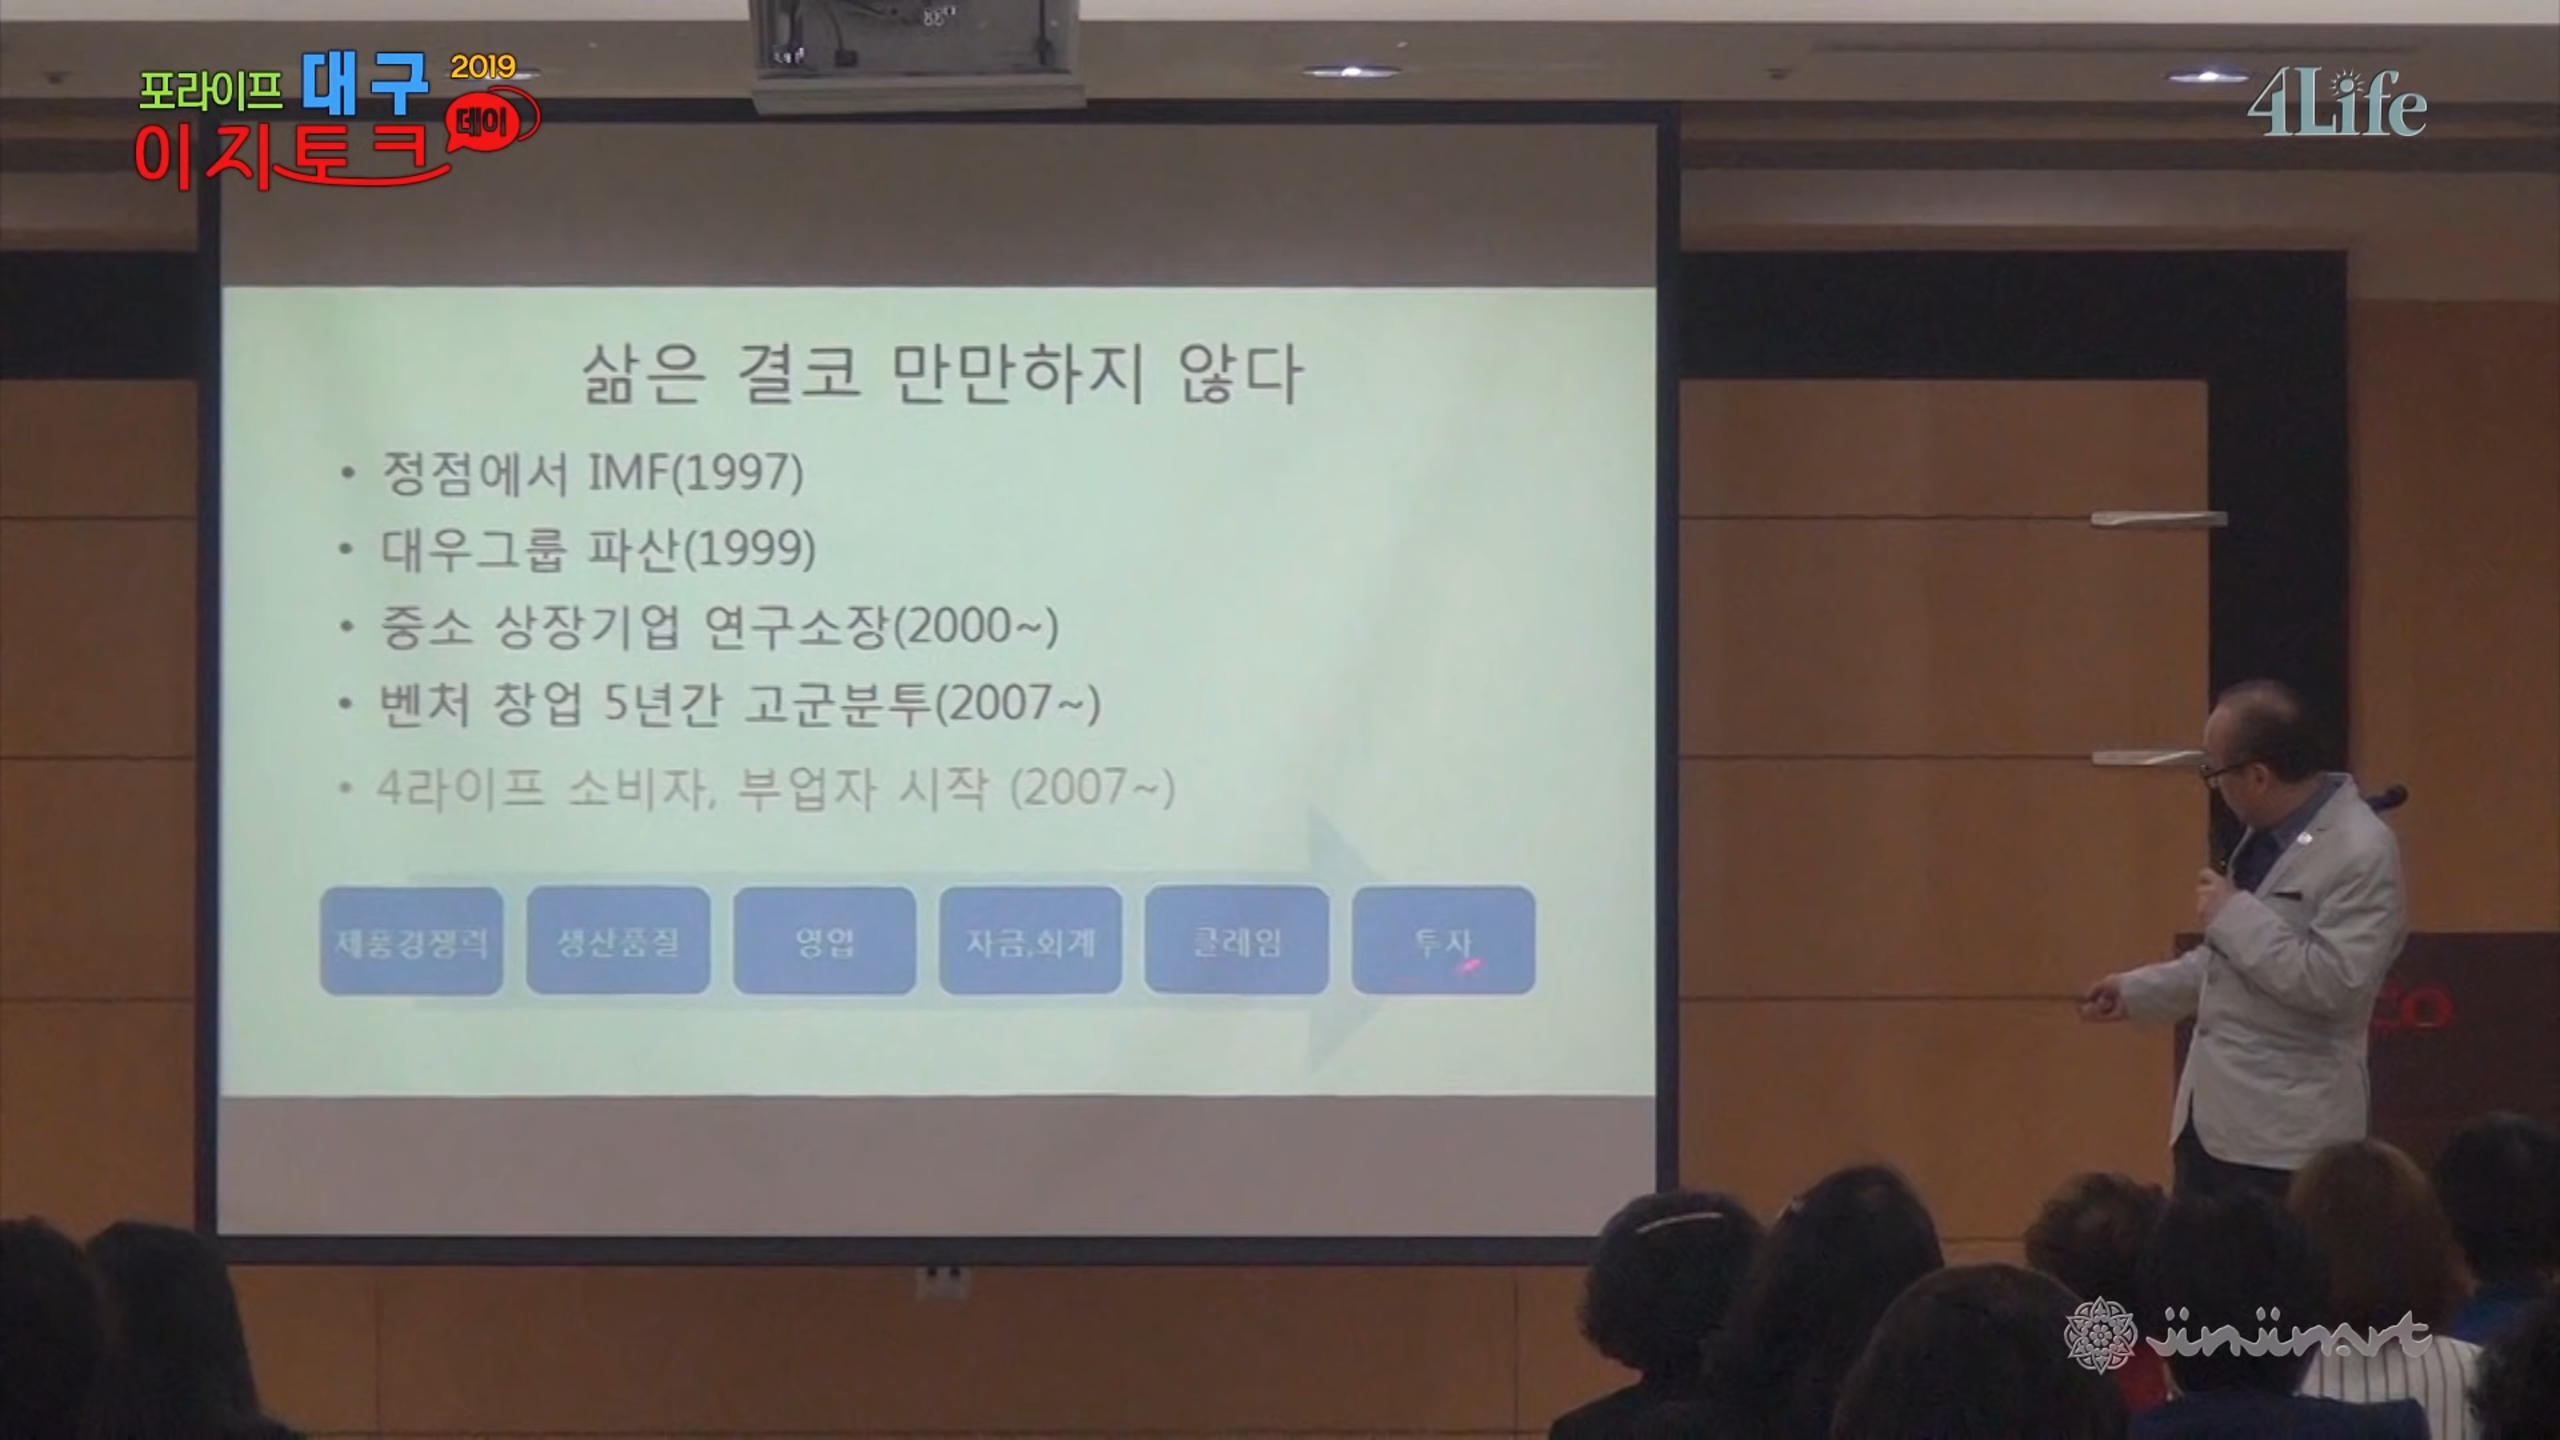 포라이프 대구 2019
이지토크 데이
4Life
삶은 결코 만만하지 않다
• 정점에서 IMF(1997)
• 대우그룹 파산(1999)
• 중소 상장기업 연구소장(2000~)
• 벤처 창업 5년간 고군분투(2007~)
• 4라이프 소비자, 부업자 시작 (2007~)
제품경쟁력 생산품질 영업 자금,회계 클레임 투자
jinjinart